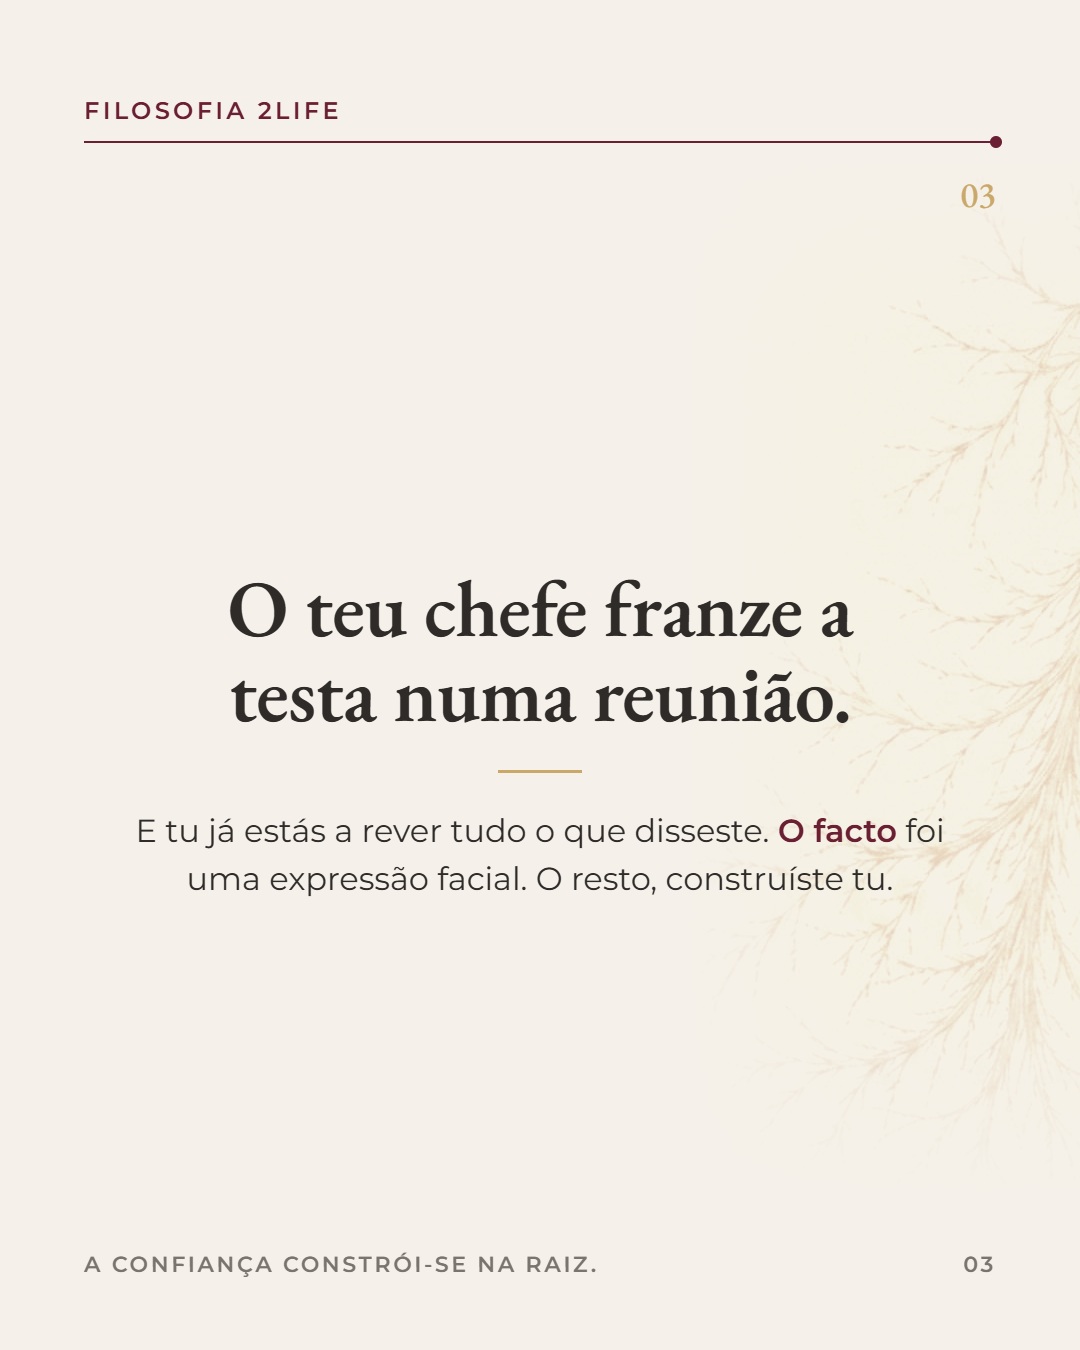 FILOSOFIA 2LIFE
03
O teu chefe franze a
testa numa reunião.
E tu já estás a rever tudo o que disseste. O facto foi
uma expressão facial. O resto, construíste tu.
A CONFIANÇA CONSTRÓI-SE NA RAIZ.
03